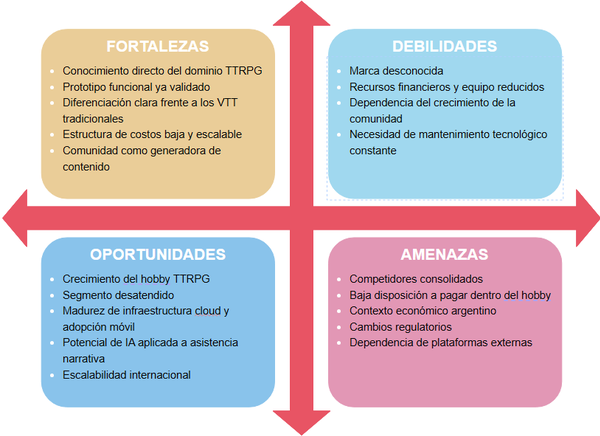 FORTALEZAS
• Conocimiento directo del dominio TTRPG
• Prototipo funcional ya validado
• Diferenciación clara frente a los VTT
tradicionales
• Estructura de costos baja y escalable
• Comunidad como generadora de
contenido
DEBILIDADES
• Marca desconocida
• Recursos financieros y equipo reducidos
• Dependencia del crecimiento de la
comunidad
• Necesidad de mantenimiento tecnológico
constante
OPORTUNIDADES
• Crecimiento del hobby TTRPG
• Segmento desatendido
• Madurez de infraestructura cloud y
adopción móvil
• Potencial de IA aplicada a asistencia
narrativa
• Escalabilidad internacional
AMENAZAS
• Competidores consolidados
• Baja disposición a pagar dentro del hobby
• Contexto económico argentino
• Cambios regulatorios
• Dependencia de plataformas externas